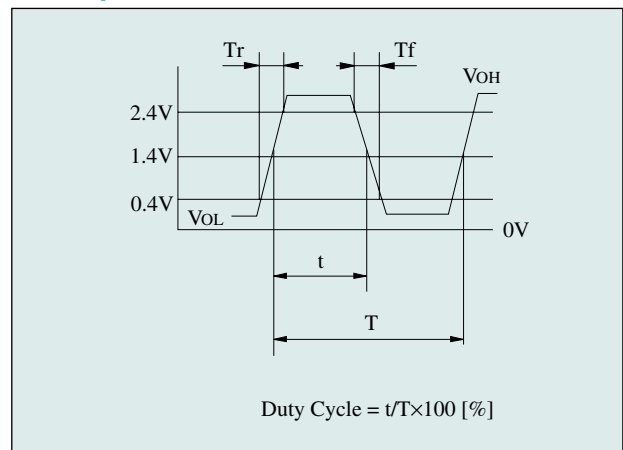 Tr Tf
VOH
2.4V
1.4V
0.4V
VOL
0V
t
T
Duty Cycle = t/T×100 [%]